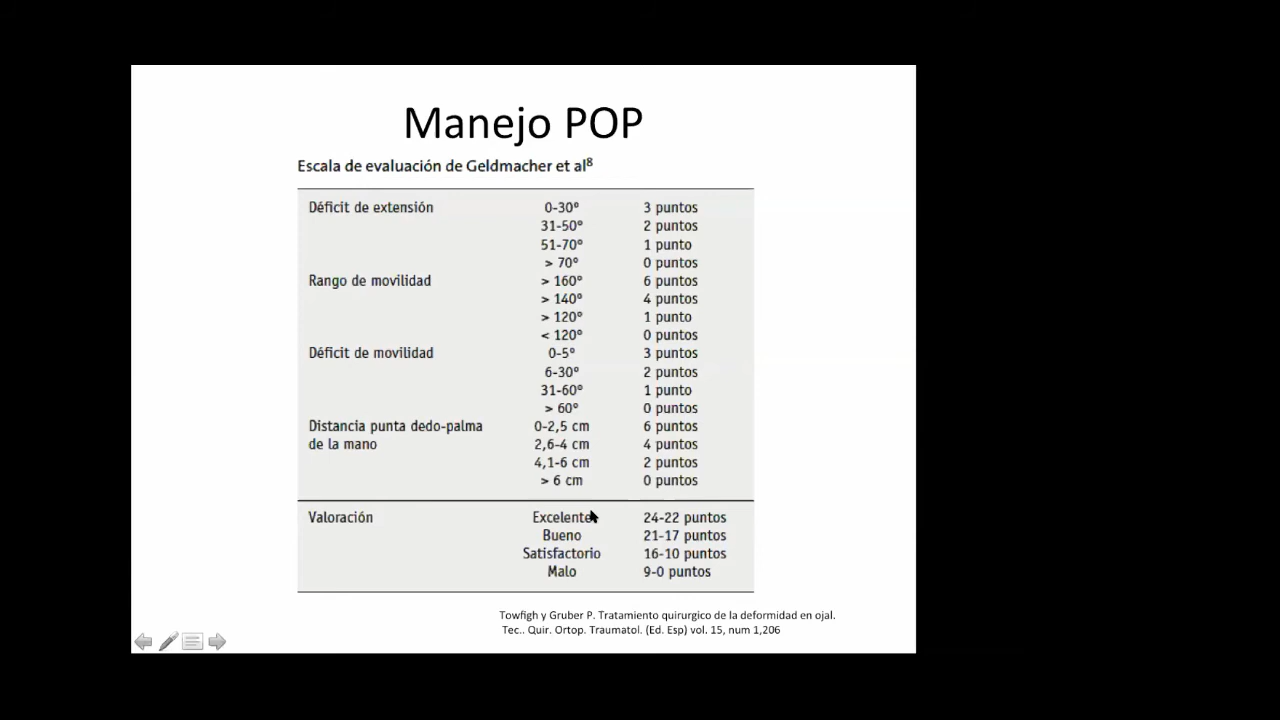 Manejo POP
Escala de evaluación de Geldmacher et al8
Déficit de extensión 0-30º 3 puntos
31-50º 2 puntos
51-70º 1 punto
> 70º 0 puntos
Rango de movilidad > 160º 6 puntos
> 140º 4 puntos
> 120º 1 punto
< 120º 0 puntos
Déficit de movilidad 0-5º 3 puntos
6-30º 2 puntos
31-60º 1 punto
> 60º 0 puntos
Distancia punta dedo-palma 0-2,5 cm 6 puntos
de la mano 2,6-4 cm 4 puntos
4,1-6 cm 2 puntos
> 6 cm 0 puntos
Valoración Excelente 24-22 puntos
Bueno 21-17 puntos
Satisfactorio 16-10 puntos
Malo 9-0 puntos
Towfigh y Gruber P. Tratamiento quirurgico de la deformidad en ojal.
Tec.. Quir. Ortop. Traumatol. (Ed. Esp) vol. 15, num 1,206